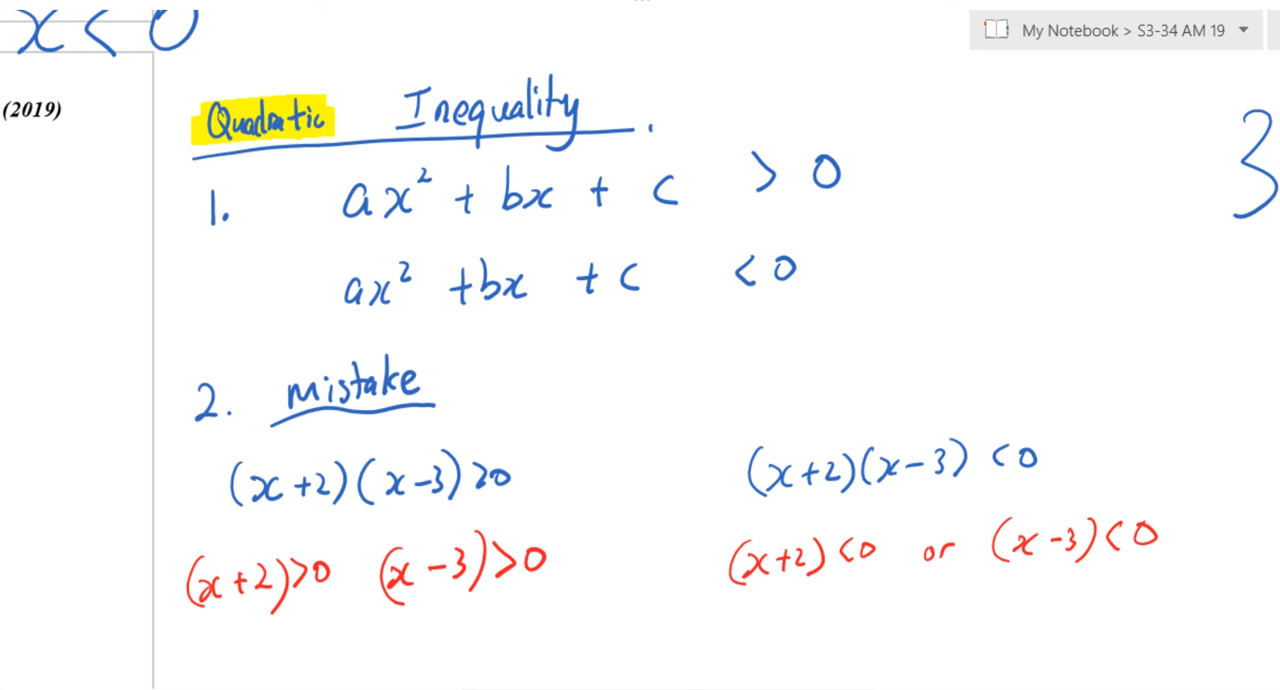 x < 0
My Notebook > S3-34 AM 19
(2019)
Quadratic Inequality.
3
1. ax² + bx + c > 0
ax² + bx + c < 0
2. mistake
(x+2)(x-3)>0 (x+2)(x-3) <0
(x+2)>0 (x-3)>0 (x+2)<0 or (x-3)<0